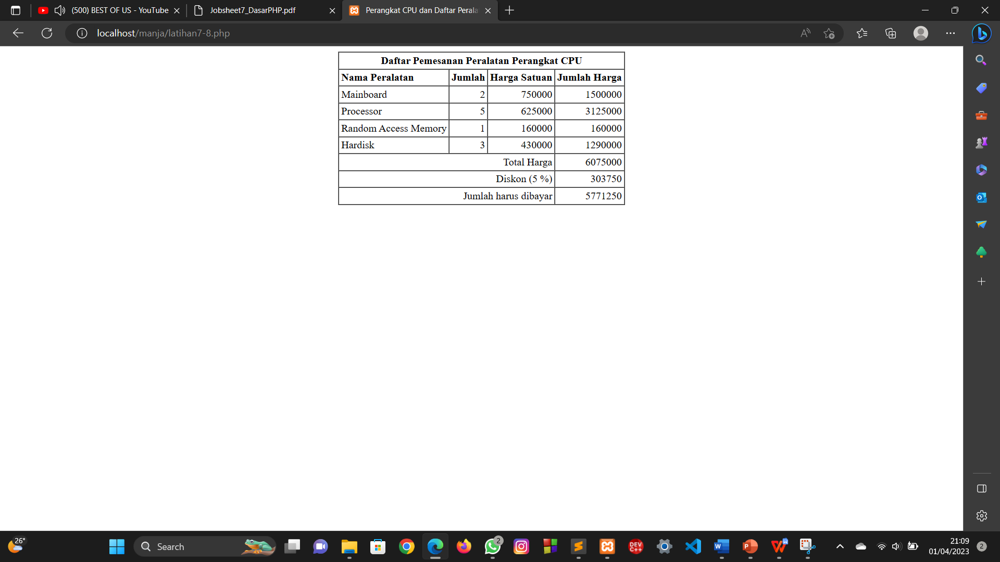 (500) BEST OF US - YouTube
Jobsheet7_DasarPHP.pdf
Perangkat CPU dan Daftar Perala
localhost/manja/latihan7-8.php
Daftar Pemesanan Peralatan Perangkat CPU
Nama Peralatan Jumlah Harga Satuan Jumlah Harga
Mainboard 2 750000 1500000
Processor 5 625000 3125000
Random Access Memory 1 160000 160000
Hardisk 3 430000 1290000
Total Harga 6075000
Diskon (5 %) 303750
Jumlah harus dibayar 5771250
26°
Search
2
DEV
C++
21:09
01/04/2023
2